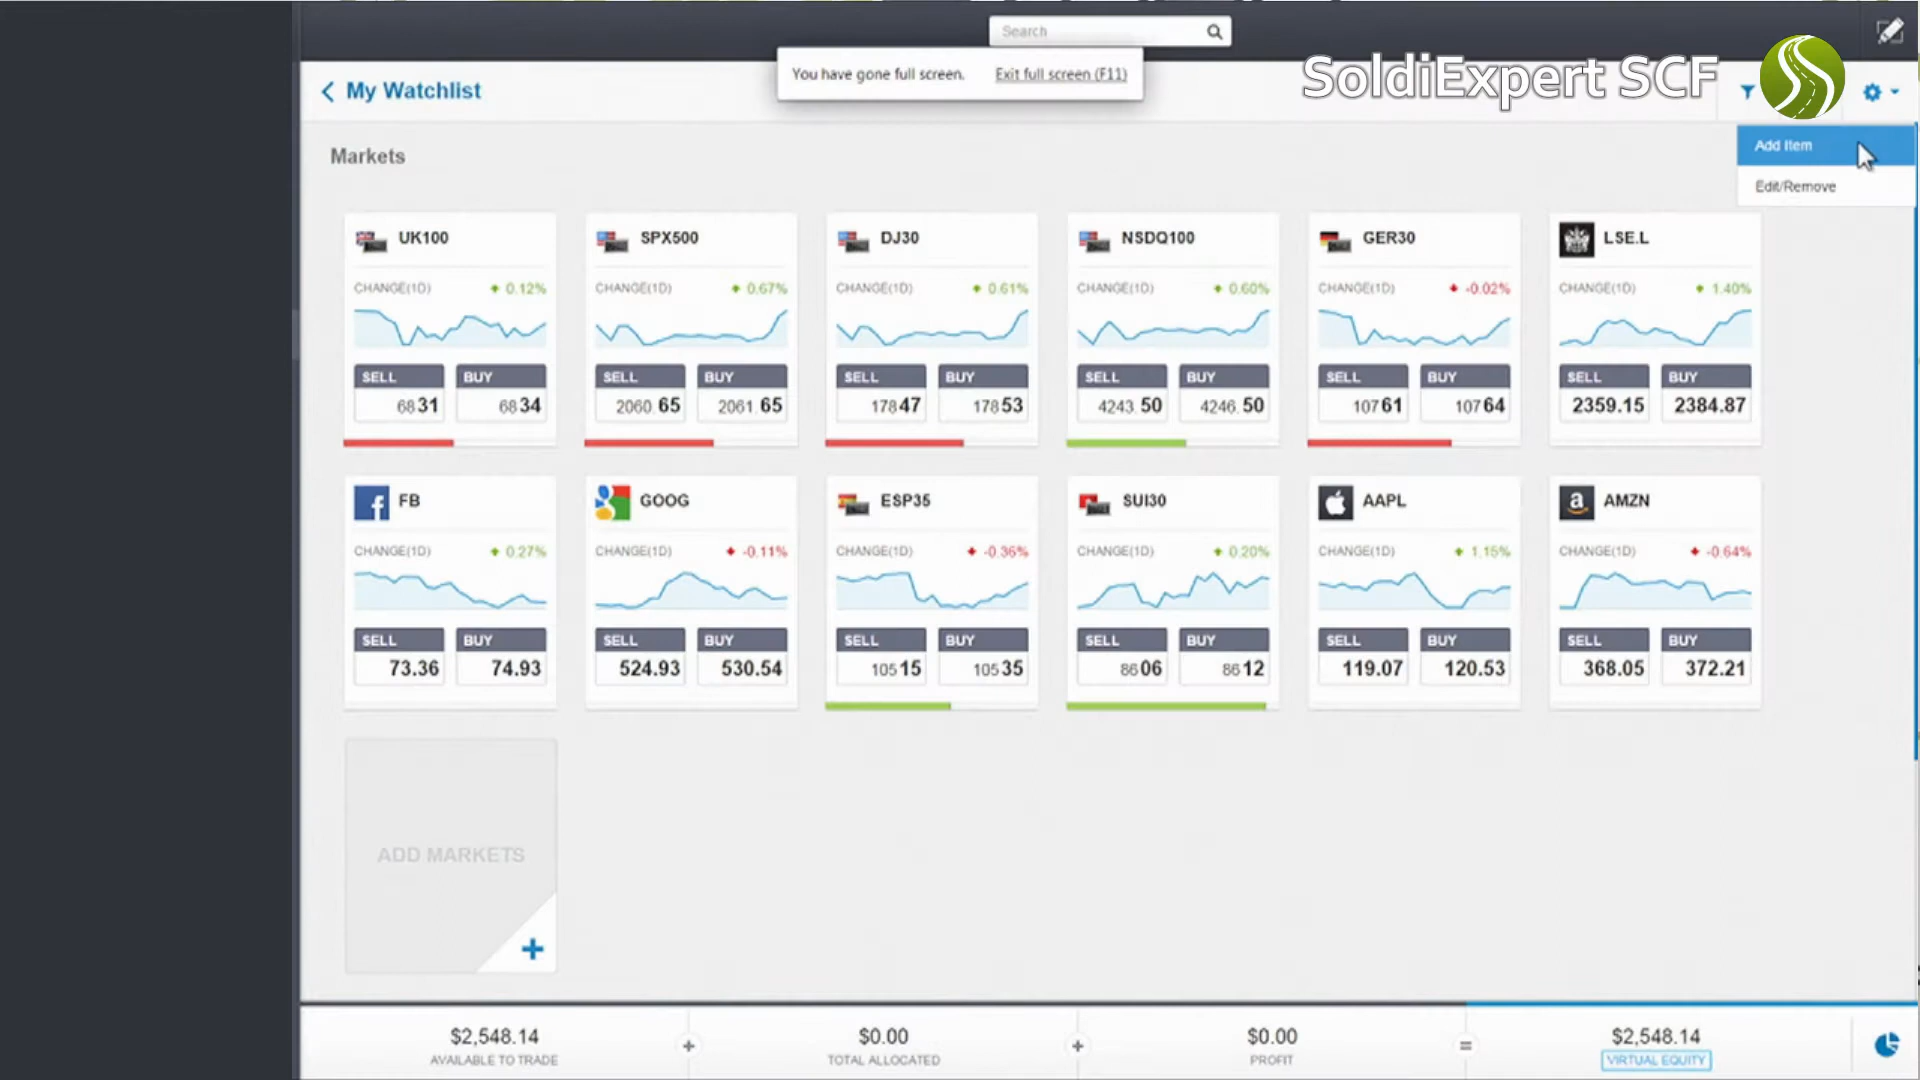 Search
You have gone full screen. Exit full screen (F11)
SoldiExpert SCF
My Watchlist
Add Item
Edit/Remove
Markets
UK100
CHANGE(1D) 0.12%
SELL BUY
6831 6834
SPX500
CHANGE(1D) 0.67%
SELL BUY
2060.65 2061.65
DJ30
CHANGE(1D) 0.61%
SELL BUY
17847 17853
NSDQ100
CHANGE(1D) 0.60%
SELL BUY
4243.50 4246.50
GER30
CHANGE(1D) -0.02%
SELL BUY
10761 10764
LSE.L
CHANGE(1D) 1.40%
SELL BUY
2359.15 2384.87
FB
CHANGE(1D) 0.27%
SELL BUY
73.36 74.93
GOOG
CHANGE(1D) -0.11%
SELL BUY
524.93 530.54
ESP35
CHANGE(1D) -0.36%
SELL BUY
10515 10535
SUI30
CHANGE(1D) 0.20%
SELL BUY
8606 8612
AAPL
CHANGE(1D) 1.15%
SELL BUY
119.07 120.53
AMZN
CHANGE(1D) -0.64%
SELL BUY
368.05 372.21
ADD MARKETS
+
$2,548.14 + $0.00 + $0.00 = $2,548.14
AVAILABLE TO TRADE TOTAL ALLOCATED PROFIT VIRTUAL EQUITY